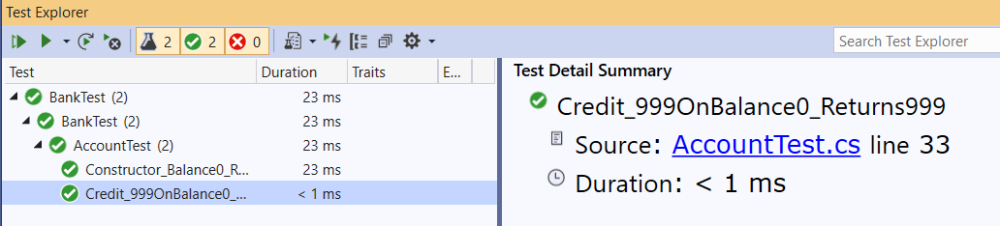 Test Explorer
2 2 0
Search Test Explorer
Test Duration Traits E...
BankTest (2) 23 ms
BankTest (2) 23 ms
AccountTest (2) 23 ms
Constructor_Balance0_R... 23 ms
Credit_999OnBalance0_... < 1 ms
Test Detail Summary
Credit_999OnBalance0_Returns999
Source: AccountTest.cs line 33
Duration: < 1 ms